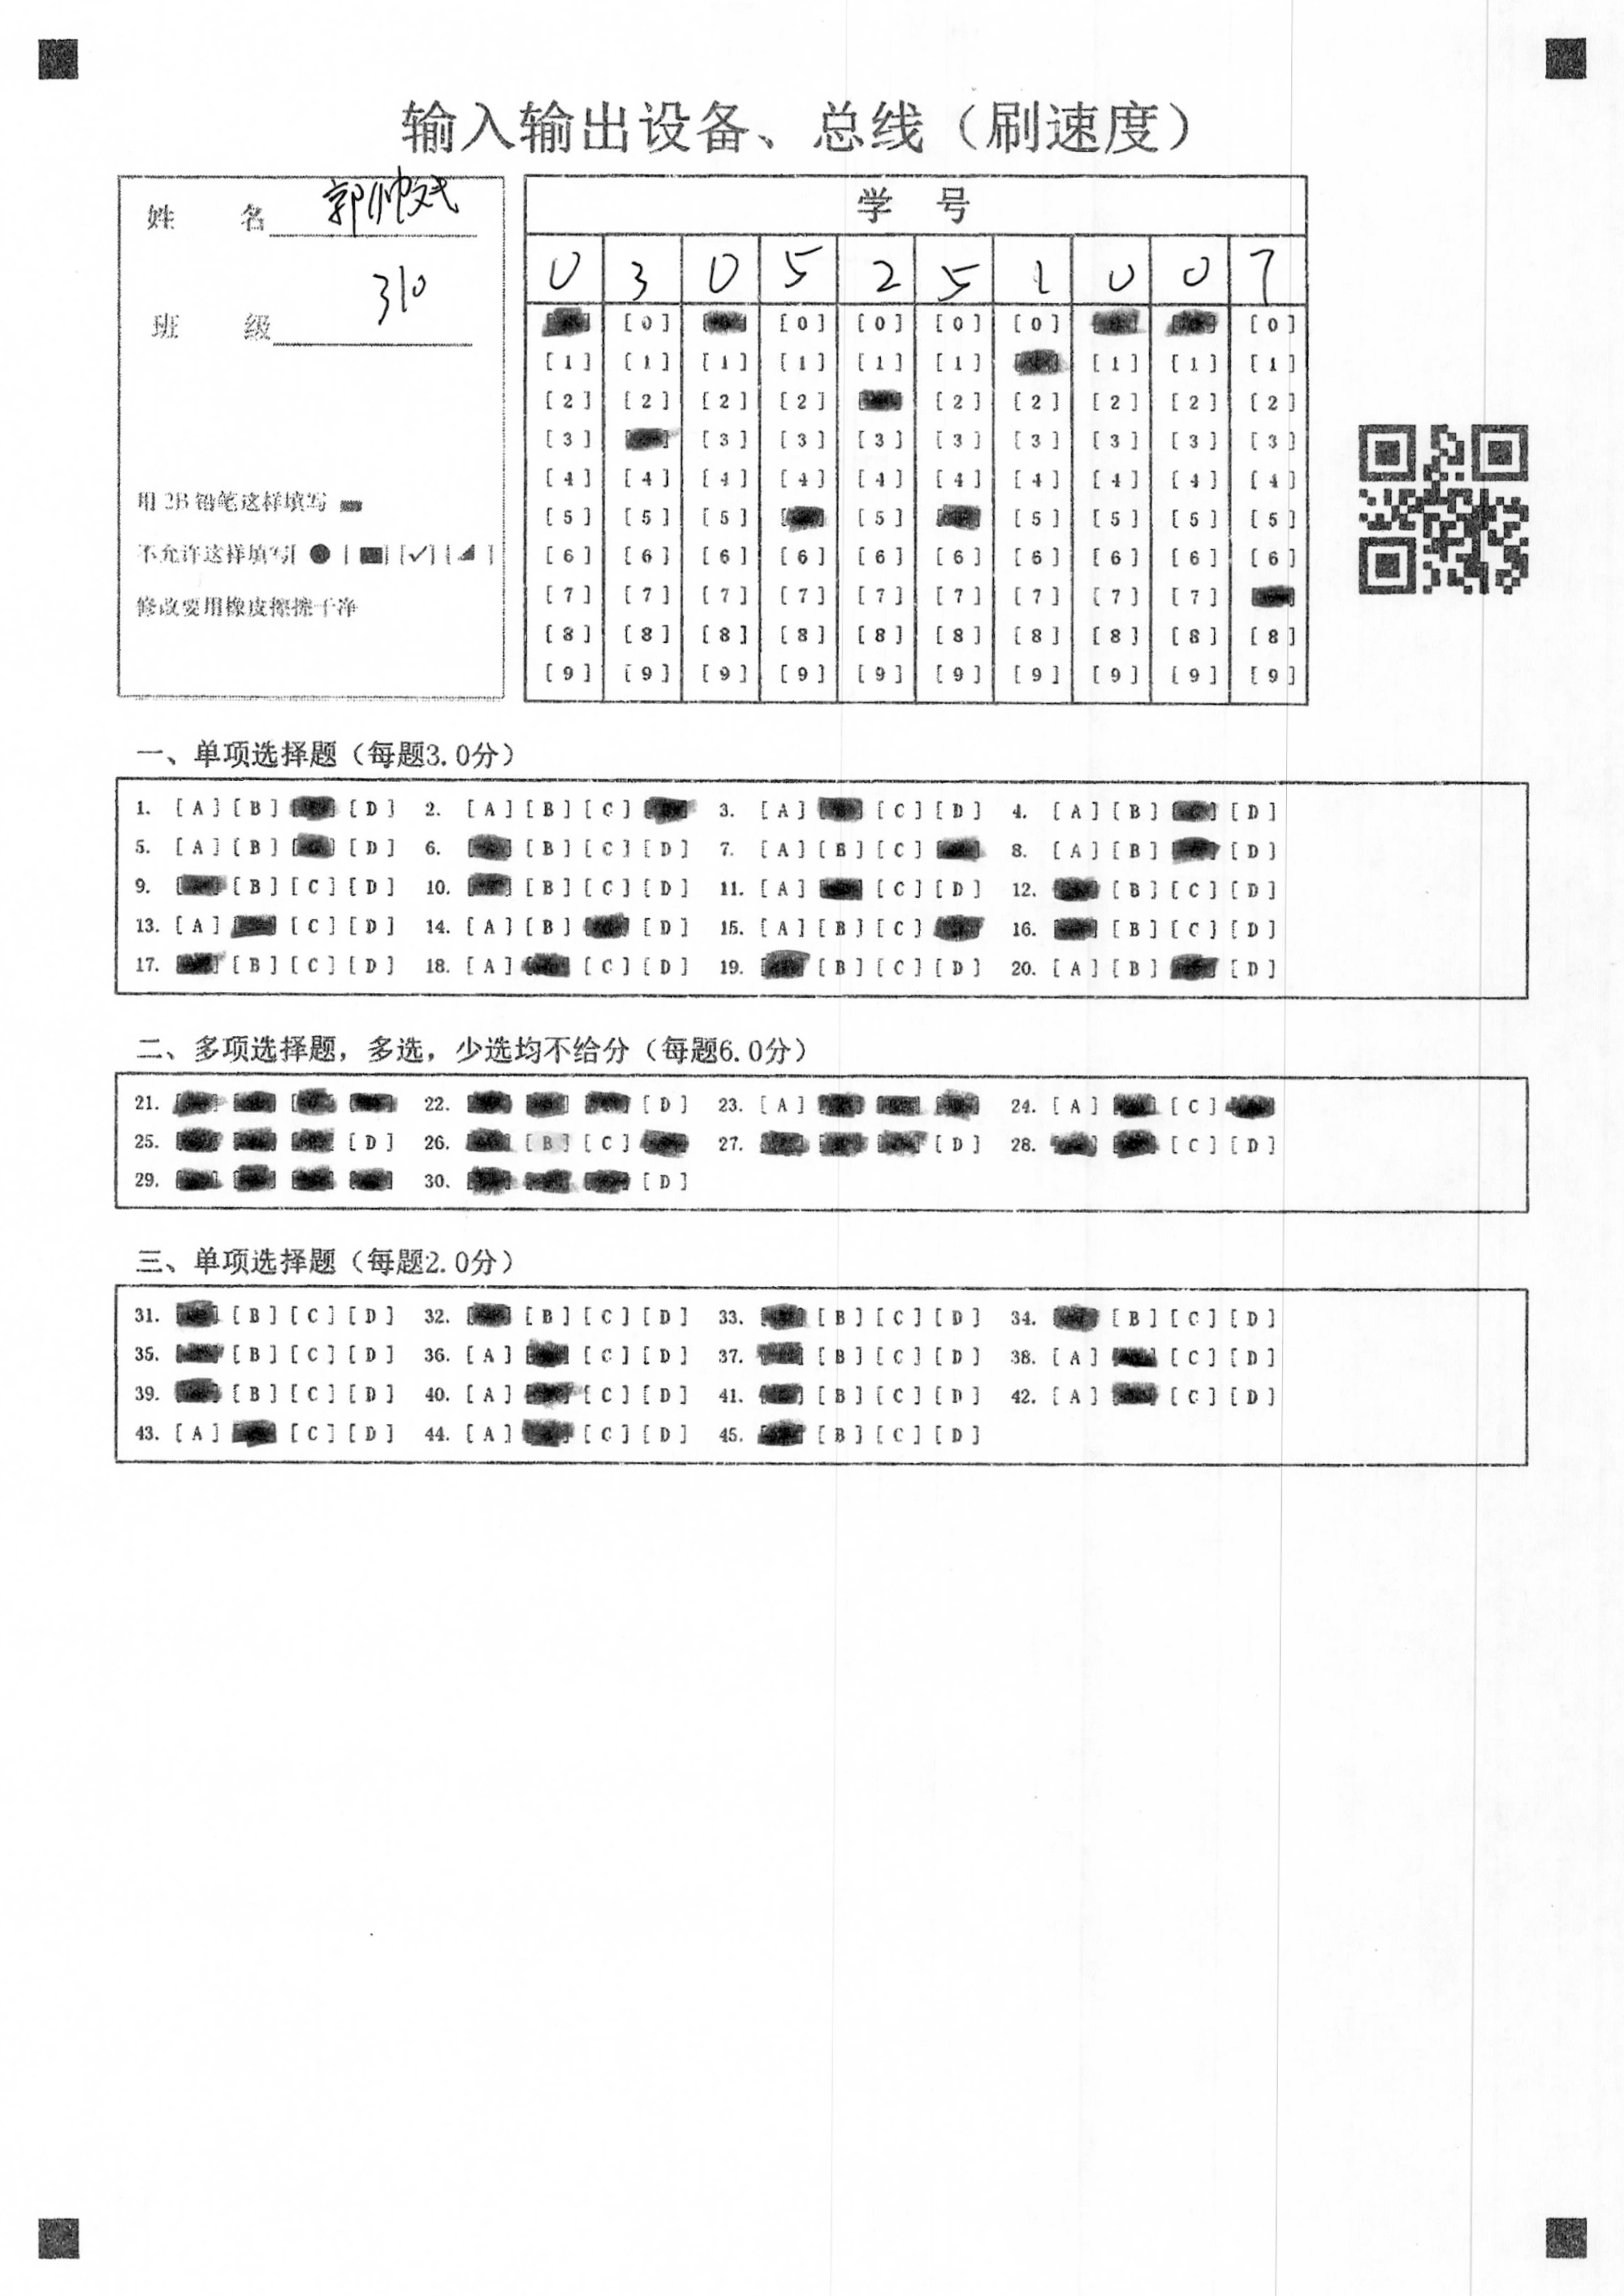 输入输出设备、总线（刷速度）
姓 名 郭帅斌
班 级 310
用 2B 铅笔这样填写
不允许这样填写[ ● ] [ ■ ] [✓] [◢ ]
修改要用橡皮擦擦干净
学 号
0 3 0 5 2 5 1 0 0 7
[0] [0] [0] [0] [0] [0]
[1] [1] [1] [1] [1] [1] [1] [1] [1]
[2] [2] [2] [2] [2] [2] [2] [2] [2]
[3] [3] [3] [3] [3] [3] [3] [3] [3]
[4] [4] [4] [4] [4] [4] [4] [4] [4] [4]
[5] [5] [5] [5] [5] [5] [5] [5]
[6] [6] [6] [6] [6] [6] [6] [6] [6] [6]
[7] [7] [7] [7] [7] [7] [7] [7] [7]
[8] [8] [8] [8] [8] [8] [8] [8] [8] [8]
[9] [9] [9] [9] [9] [9] [9] [9] [9] [9]
一、单项选择题（每题3.0分）
1. [A] [B] [D] 2. [A] [B] [C] 3. [A] [C] [D] 4. [A] [B] [D]
5. [A] [B] [D] 6. [B] [C] [D] 7. [A] [B] [C] 8. [A] [B] [D]
9. [B] [C] [D] 10. [B] [C] [D] 11. [A] [C] [D] 12. [B] [C] [D]
13. [A] [C] [D] 14. [A] [B] [D] 15. [A] [B] [C] 16. [B] [C] [D]
17. [B] [C] [D] 18. [A] [C] [D] 19. [B] [C] [D] 20. [A] [B] [D]
二、多项选择题，多选，少选均不给分（每题6.0分）
21. 22. [D] 23. [A] 24. [A] [C]
25. [D] 26. [B] [C] 27. [D] 28. [C] [D]
29. 30. [D]
三、单项选择题（每题2.0分）
31. [B] [C] [D] 32. [B] [C] [D] 33. [B] [C] [D] 34. [B] [C] [D]
35. [B] [C] [D] 36. [A] [C] [D] 37. [B] [C] [D] 38. [A] [C] [D]
39. [B] [C] [D] 40. [A] [C] [D] 41. [B] [C] [D] 42. [A] [C] [D]
43. [A] [C] [D] 44. [A] [C] [D] 45. [B] [C] [D]